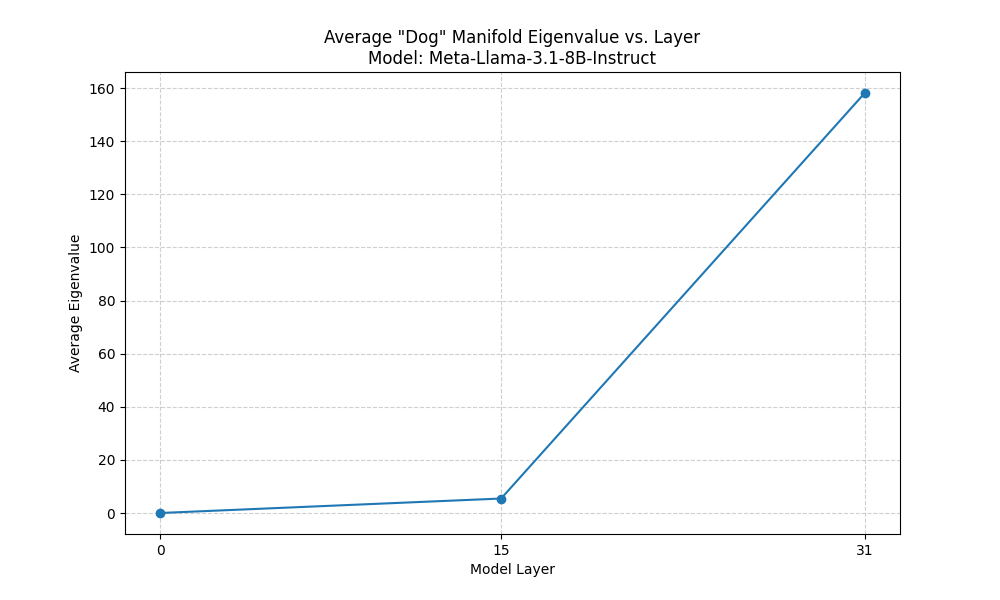 Average "Dog" Manifold Eigenvalue vs. Layer
Model: Meta-Llama-3.1-8B-Instruct
Average Eigenvalue
160
140
120
100
80
60
40
20
0
0 15 31
Model Layer